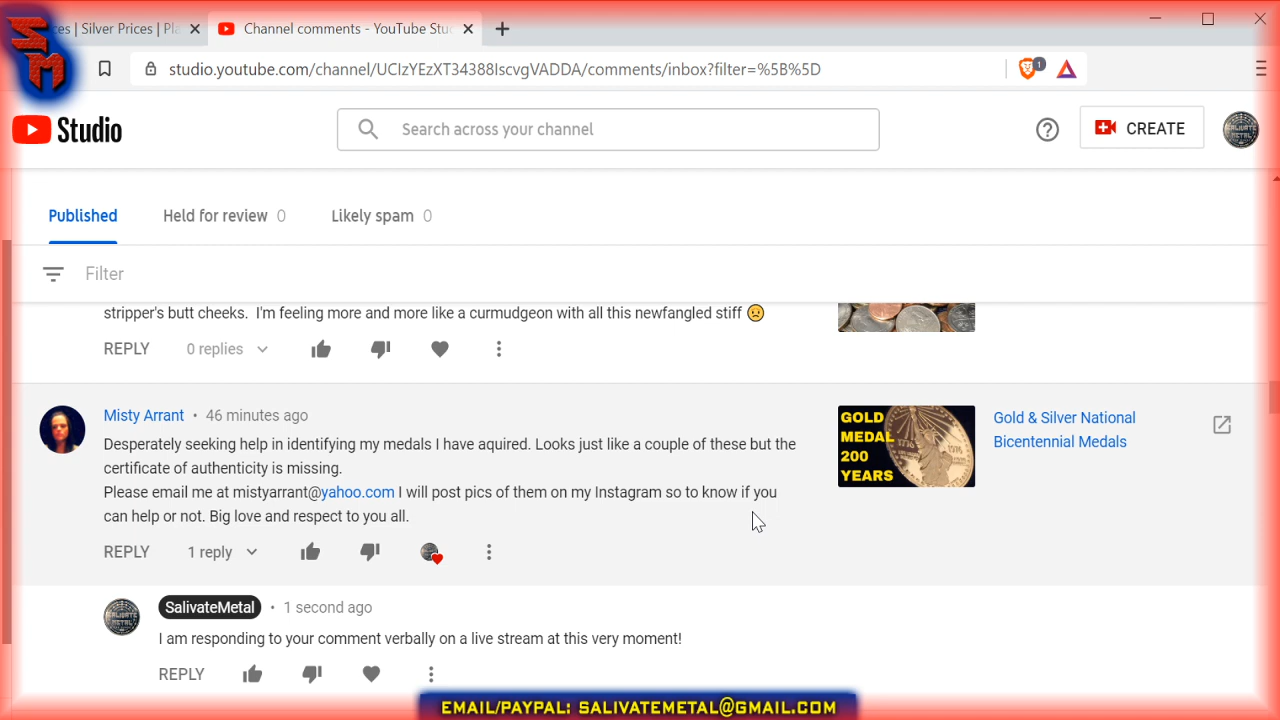 SM
ces | Silver Prices | Pla
Channel comments - YouTube Stud
studio.youtube.com/channel/UCIzYEzXT34388IscvgVADDA/comments/inbox?filter=%5B%5D
1
Studio
Search across your channel
CREATE
Published
Held for review 0
Likely spam 0
Filter
stripper's butt cheeks. I'm feeling more and more like a curmudgeon with all this newfangled stiff
REPLY 0 replies
Misty Arrant • 46 minutes ago
Desperately seeking help in identifying my medals I have aquired. Looks just like a couple of these but the
certificate of authenticity is missing.
Please email me at mistyarrant@yahoo.com I will post pics of them on my Instagram so to know if you
can help or not. Big love and respect to you all.
GOLD
MEDAL
200
YEARS
1776 1976
Gold & Silver National
Bicentennial Medals
REPLY 1 reply
SalivateMetal • 1 second ago
I am responding to your comment verbally on a live stream at this very moment!
REPLY
EMAIL/PAYPAL: SALIVATEMETAL@GMAIL.COM